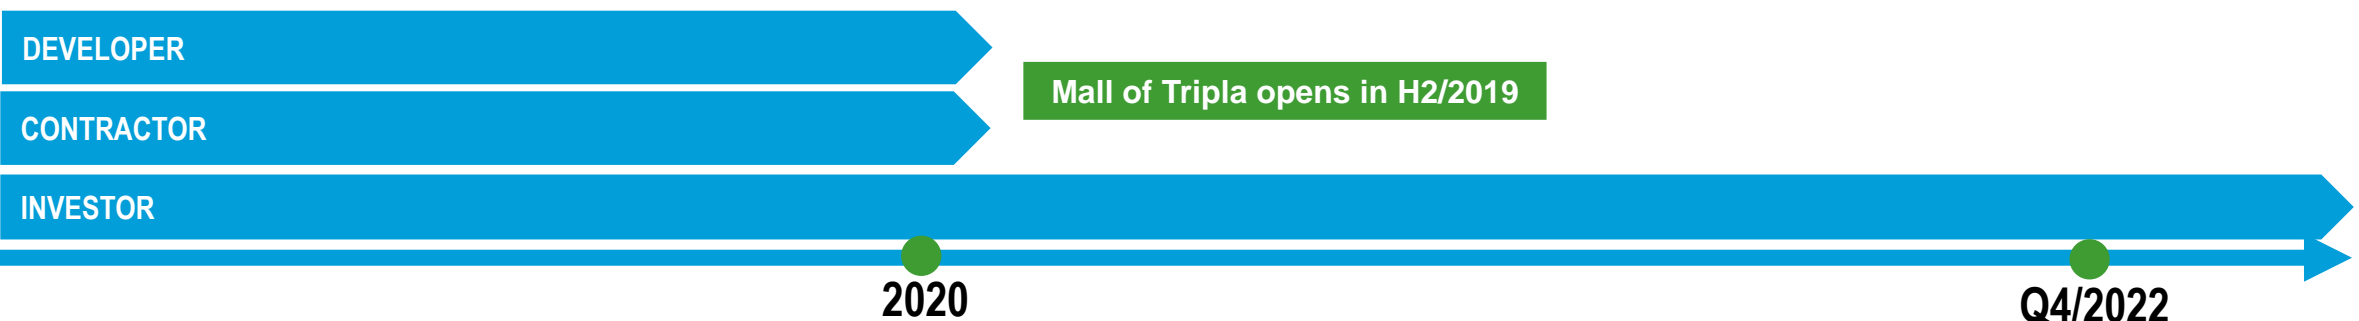 DEVELOPER
Mall of Tripla opens in H2/2019
CONTRACTOR
INVESTOR
2020
Q4/2022